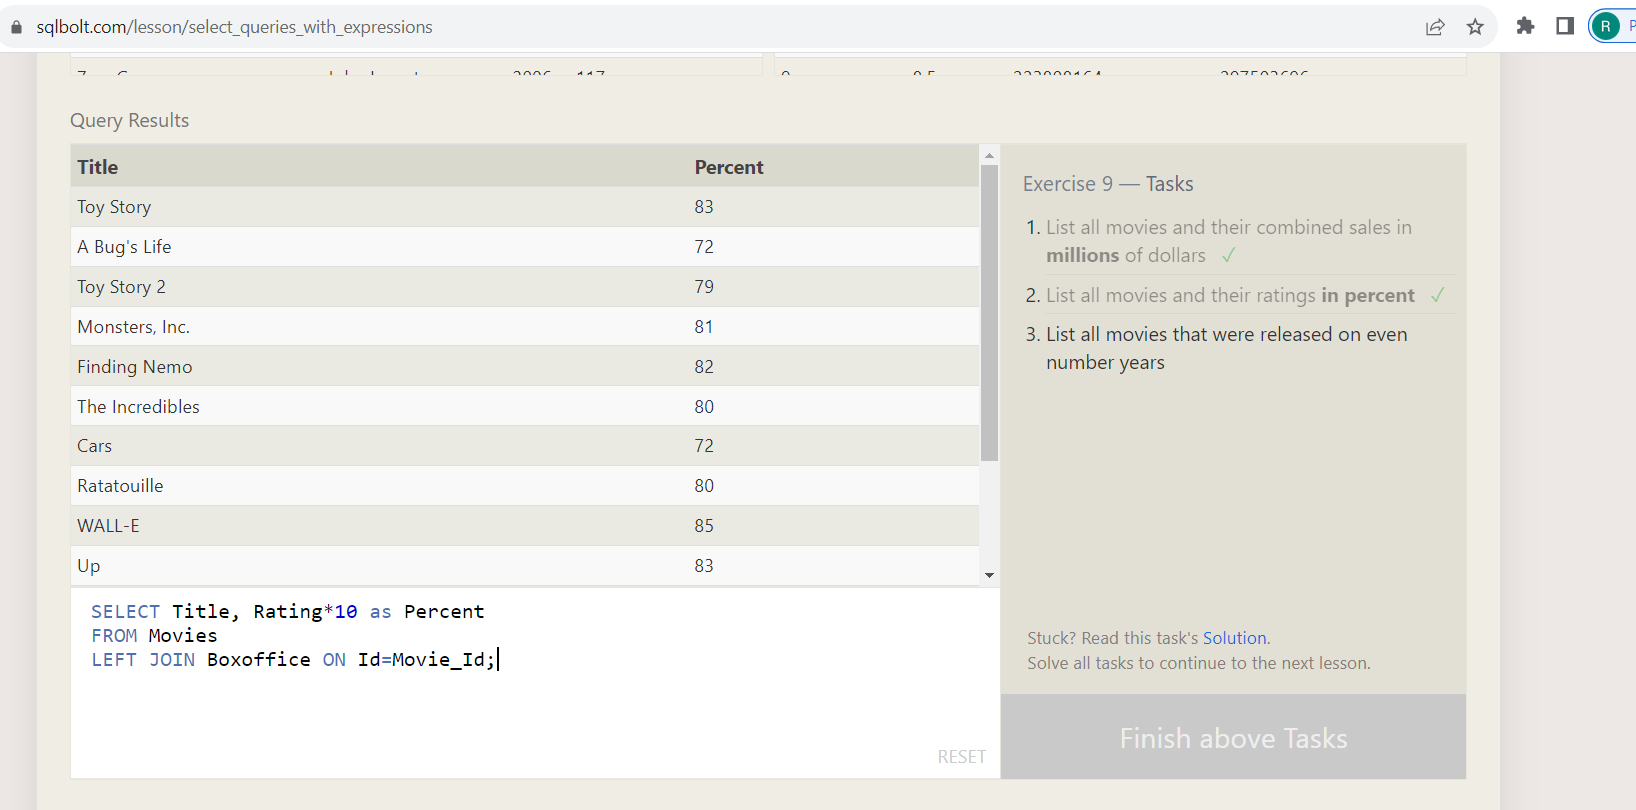 sqlbolt.com/lesson/select_queries_with_expressions
R
Query Results
Title Percent
Toy Story 83
A Bug's Life 72
Toy Story 2 79
Monsters, Inc. 81
Finding Nemo 82
The Incredibles 80
Cars 72
Ratatouille 80
WALL-E 85
Up 83
SELECT Title, Rating*10 as Percent
FROM Movies
LEFT JOIN Boxoffice ON Id=Movie_Id;
RESET
Exercise 9 — Tasks
1. List all movies and their combined sales in
millions of dollars ✓
2. List all movies and their ratings in percent ✓
3. List all movies that were released on even
number years
Stuck? Read this task's Solution.
Solve all tasks to continue to the next lesson.
Finish above Tasks